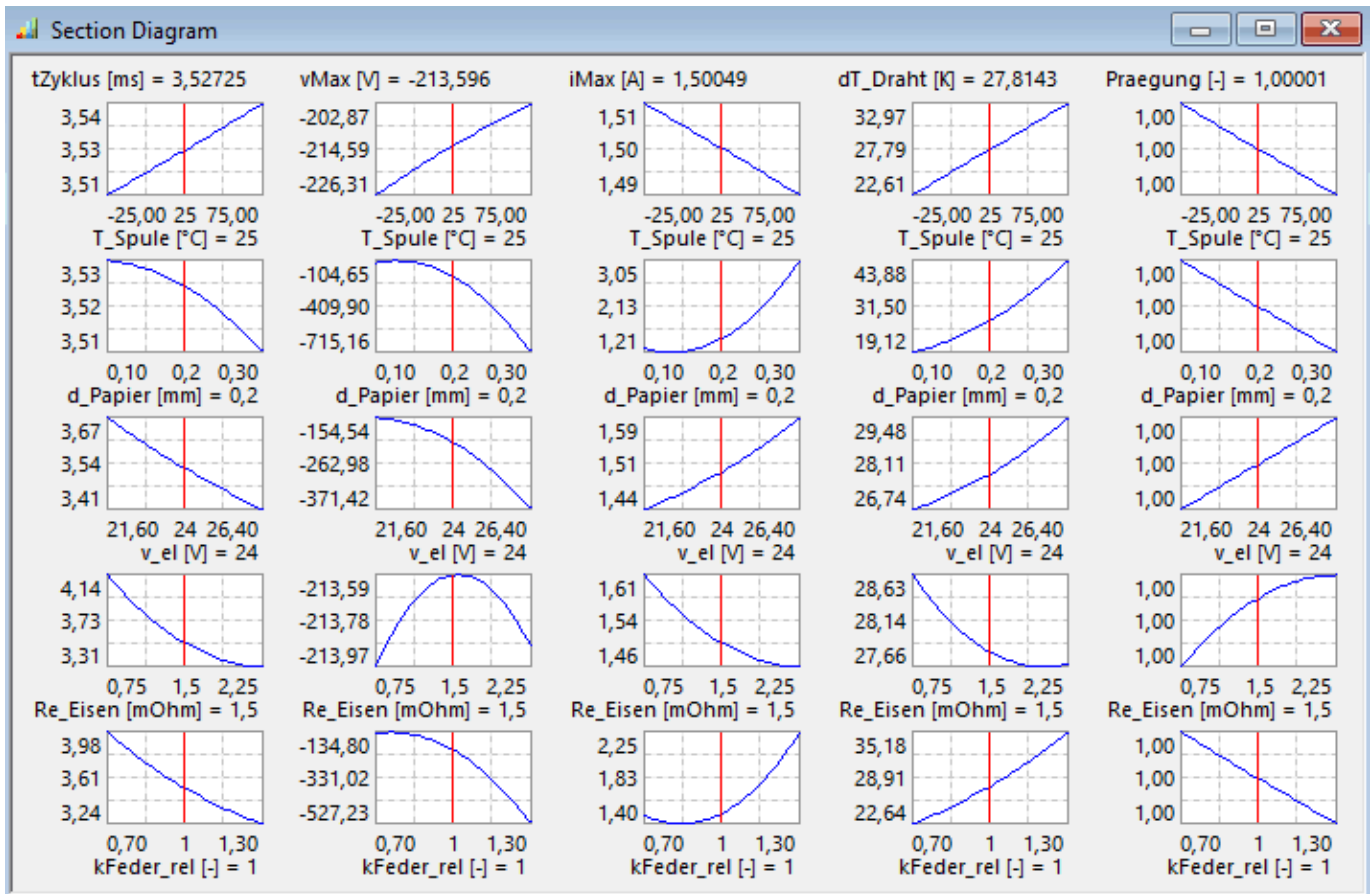 Section Diagram
tZyklus [ms] = 3,52725 vMax [V] = -213,596 iMax [A] = 1,50049 dT_Draht [K] = 27,8143 Praegung [-] = 1,00001
3,54 -202,87 1,51 32,97 1,00
3,53 -214,59 1,50 27,79 1,00
3,51 -226,31 1,49 22,61 1,00
-25,00 25 75,00 -25,00 25 75,00 -25,00 25 75,00 -25,00 25 75,00 -25,00 25 75,00
T_Spule [°C] = 25 T_Spule [°C] = 25 T_Spule [°C] = 25 T_Spule [°C] = 25 T_Spule [°C] = 25
3,53 -104,65 3,05 43,88 1,00
3,52 -409,90 2,13 31,50 1,00
3,51 -715,16 1,21 19,12 1,00
0,10 0,2 0,30 0,10 0,2 0,30 0,10 0,2 0,30 0,10 0,2 0,30 0,10 0,2 0,30
d_Papier [mm] = 0,2 d_Papier [mm] = 0,2 d_Papier [mm] = 0,2 d_Papier [mm] = 0,2 d_Papier [mm] = 0,2
3,67 -154,54 1,59 29,48 1,00
3,54 -262,98 1,51 28,11 1,00
3,41 -371,42 1,44 26,74 1,00
21,60 24 26,40 21,60 24 26,40 21,60 24 26,40 21,60 24 26,40 21,60 24 26,40
v_el [V] = 24 v_el [V] = 24 v_el [V] = 24 v_el [V] = 24 v_el [V] = 24
4,14 -213,59 1,61 28,63 1,00
3,73 -213,78 1,54 28,14 1,00
3,31 -213,97 1,46 27,66 1,00
0,75 1,5 2,25 0,75 1,5 2,25 0,75 1,5 2,25 0,75 1,5 2,25 0,75 1,5 2,25
Re_Eisen [mOhm] = 1,5 Re_Eisen [mOhm] = 1,5 Re_Eisen [mOhm] = 1,5 Re_Eisen [mOhm] = 1,5 Re_Eisen [mOhm] = 1,5
3,98 -134,80 2,25 35,18 1,00
3,61 -331,02 1,83 28,91 1,00
3,24 -527,23 1,40 22,64 1,00
0,70 1 1,30 0,70 1 1,30 0,70 1 1,30 0,70 1 1,30 0,70 1 1,30
kFeder_rel [-] = 1 kFeder_rel [-] = 1 kFeder_rel [-] = 1 kFeder_rel [-] = 1 kFeder_rel [-] = 1